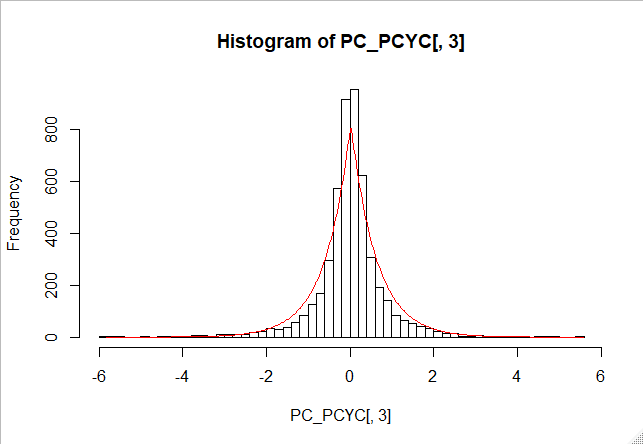 Histogram of PC_PCYC[, 3]
Frequency
800
600
400
200
0
-6 -4 -2 0 2 4 6
PC_PCYC[, 3]